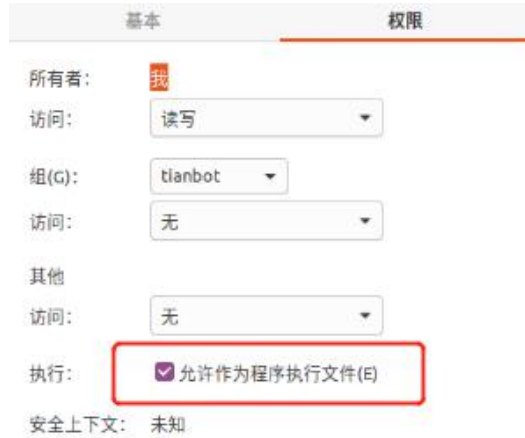 基本 权限
所有者： 我
访问： 读写
组(G)： tianbot
访问： 无
其他
访问： 无
执行： 允许作为程序执行文件(E)
安全上下文： 未知